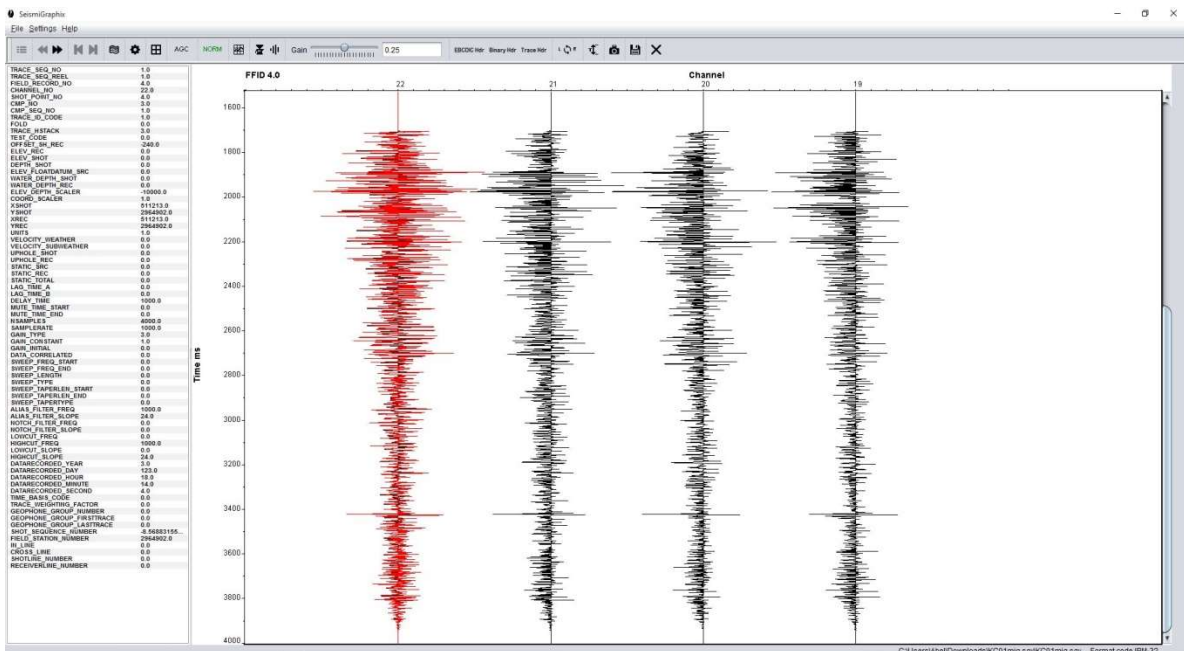 SeismiGraphix
File Settings Help
AGC NORM Gain 0.25 EBCDIC Hdr Binary Hdr Trace Hdr L R
TRACE_SEQ_NO 1.0
TRACE_SEQ_REEL 1.0
FIELD_RECORD_NO 4.0
CHANNEL_NO 22.0
SHOT_POINT_NO 4.0
CMP_NO 3.0
CMP_SEQ_NO 1.0
TRACE_ID_CODE 1.0
FOLD 0.0
TRACE_HSTACK 3.0
TEST_CODE 0.0
OFFSET_SH_REC -240.0
ELEV_REC 0.0
ELEV_SHOT 0.0
DEPTH_SHOT 0.0
ELEV_FLOATDATUM_SRC 0.0
WATER_DEPTH_SHOT 0.0
WATER_DEPTH_REC 0.0
ELEV_DEPTH_SCALER -10000.0
COORD_SCALER 1.0
XSHOT 511213.0
YSHOT 2964902.0
XREC 511213.0
YREC 2964902.0
UNITS 1.0
VELOCITY_WEATHER 0.0
VELOCITY_SUBWEATHER 0.0
UPHOLE_SHOT 0.0
UPHOLE_REC 0.0
STATIC_SRC 0.0
STATIC_REC 0.0
STATIC_TOTAL 0.0
LAG_TIME_A 0.0
LAG_TIME_B 0.0
DELAY_TIME 1000.0
MUTE_TIME_START 0.0
MUTE_TIME_END 0.0
NSAMPLES 4000.0
SAMPLERATE 1000.0
GAIN_TYPE 3.0
GAIN_CONSTANT 1.0
GAIN_INITIAL 0.0
DATA_CORRELATED 0.0
SWEEP_FREQ_START 0.0
SWEEP_FREQ_END 0.0
SWEEP_LENGTH 0.0
SWEEP_TYPE 0.0
SWEEP_TAPERLEN_START 0.0
SWEEP_TAPERLEN_END 0.0
SWEEP_TAPERTYPE 0.0
ALIAS_FILTER_FREQ 1000.0
ALIAS_FILTER_SLOPE 24.0
NOTCH_FILTER_FREQ 0.0
NOTCH_FILTER_SLOPE 0.0
LOWCUT_FREQ 0.0
HIGHCUT_FREQ 1000.0
LOWCUT_SLOPE 0.0
HIGHCUT_SLOPE 24.0
DATARECORDED_YEAR 3.0
DATARECORDED_DAY 123.0
DATARECORDED_HOUR 18.0
DATARECORDED_MINUTE 14.0
DATARECORDED_SECOND 4.0
TIME_BASIS_CODE 0.0
TRACE_WEIGHTING_FACTOR 0.0
GEOPHONE_GROUP_NUMBER 0.0
GEOPHONE_GROUP_FIRSTTRACE 0.0
GEOPHONE_GROUP_LASTTRACE 0.0
SHOT_SEQUENCE_NUMBER -8.56883155...
FIELD_STATION_NUMBER 2964902.0
IN_LINE 0.0
CROSS_LINE 0.0
SHOTLINE_NUMBER 0.0
RECEIVERLINE_NUMBER 0.0
FFID 4.0 Channel
22 21 20 19
Time ms
1600
1800
2000
2200
2400
2600
2800
3000
3200
3400
3600
3800
4000